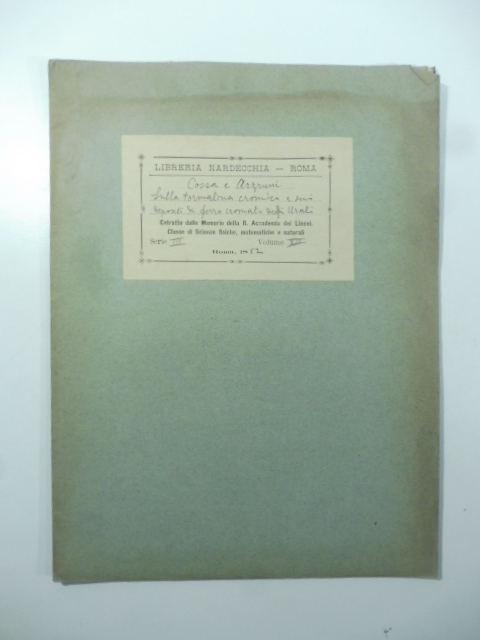 LIBRERIA NARDECCHIA — ROMA
Cossa e Arzruni
Sulla tormalina cromica e sui
depositi di ferro cromato degli Urali
Estratto dalle Memorie della R. Accademia dei Lincei.
Classe di Scienze fisiche, matematiche e naturali
Serie III Volume
Roma, 18